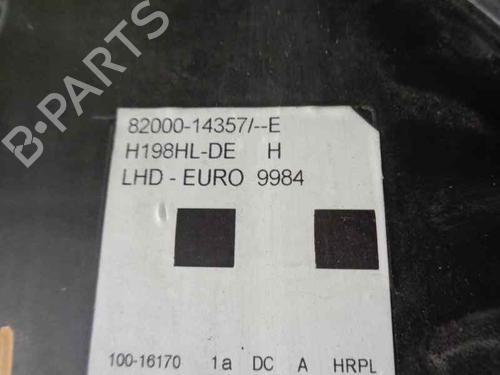 82000-14357/--E
H198HL-DE H
LHD - EURO 9984
100-16170 1a DC A HRPL
B-PARTS